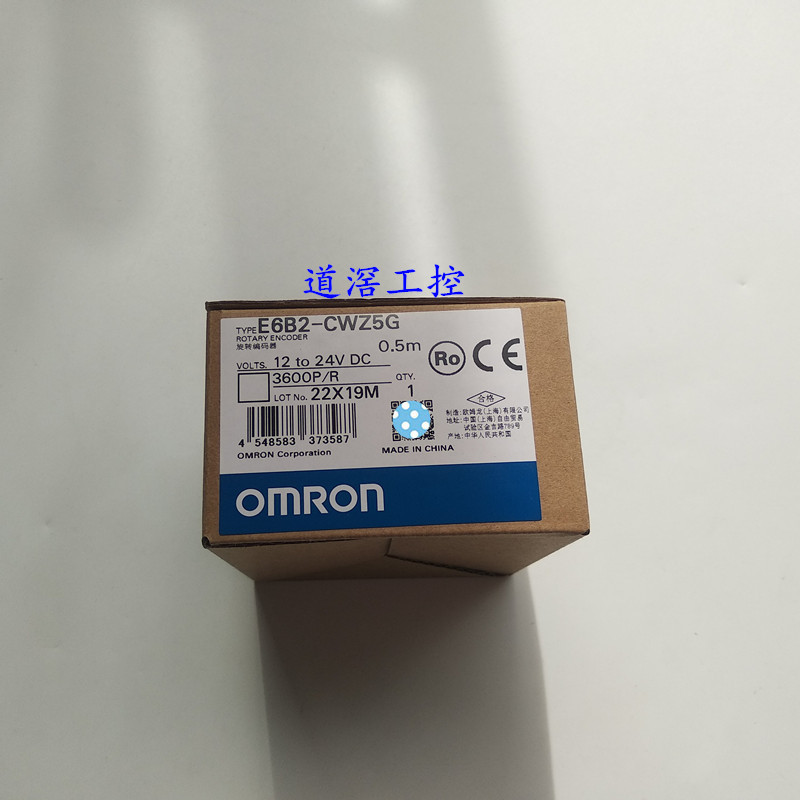 道滘工控
TYPE E6B2-CWZ5G
ROTARY ENCODER
旋转编码器 0.5m
VOLTS. 12 to 24V DC
3600P/R QTY.
LOT No. 22X19M 1
Ro CE
合格
制造: 欧姆龙(上海)有限公司
地址: 中国(上海)自由贸易
试验区金吉路789号
产地: 中华人民共和国
4 548583 373587
OMRON Corporation
MADE IN CHINA
OMRON